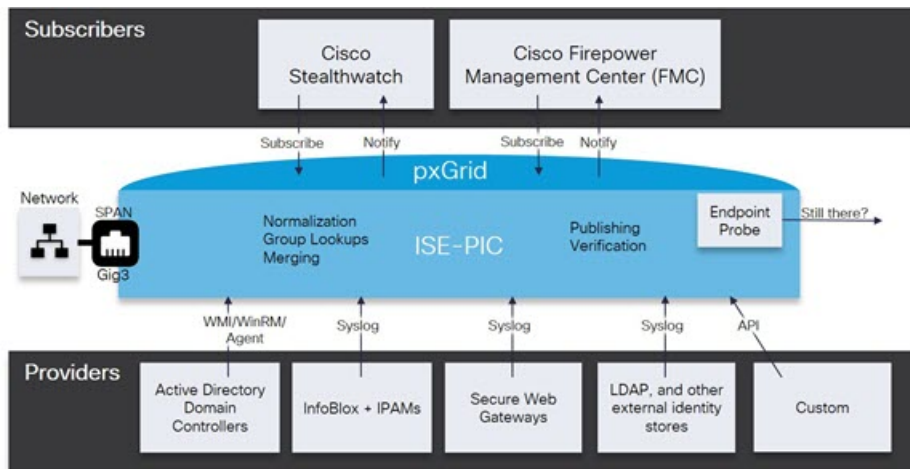 Subscribers
Cisco
Stealthwatch
Cisco Firepower
Management Center (FMC)
Subscribe
Notify
Subscribe
Notify
pxGrid
Network
SPAN
Gig3
Normalization
Group Lookups
Merging
ISE-PIC
Publishing
Verification
Endpoint
Probe
Still there?
WMI/WinRM/
Agent
Syslog
Syslog
Syslog
API
Providers
Active Directory
Domain
Controllers
InfoBlox + IPAMs
Secure Web
Gateways
LDAP, and other
external identity
stores
Custom